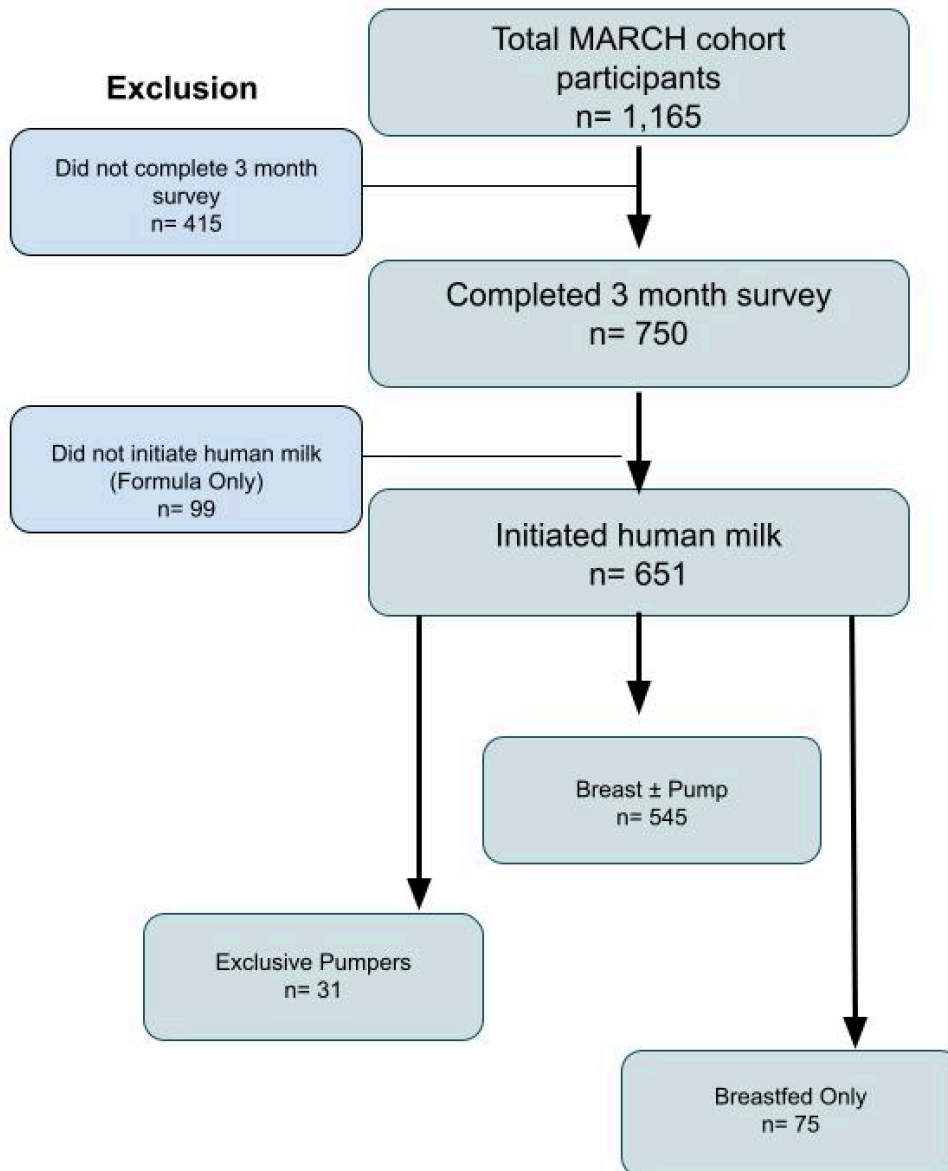 Total MARCH cohort
participants
n= 1,165
Exclusion
Did not complete 3 month
survey
n= 415
Completed 3 month survey
n= 750
Did not initiate human milk
(Formula Only)
n= 99
Initiated human milk
n= 651
Breast ± Pump
n= 545
Exclusive Pumpers
n= 31
Breastfed Only
n= 75